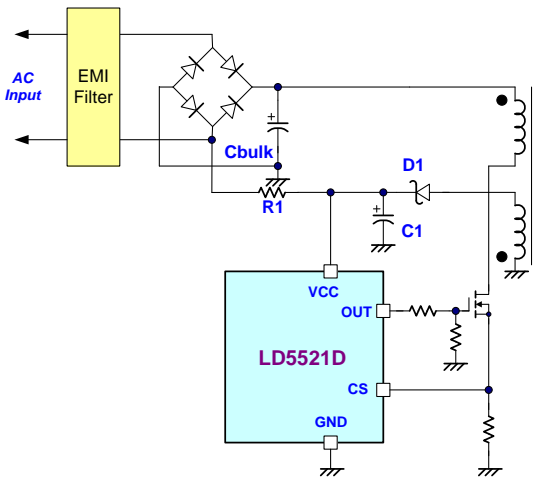 AC
Input
EMI
Filter
+
Cbulk
R1
D1
+
C1
VCC
OUT
LD5521D
CS
GND